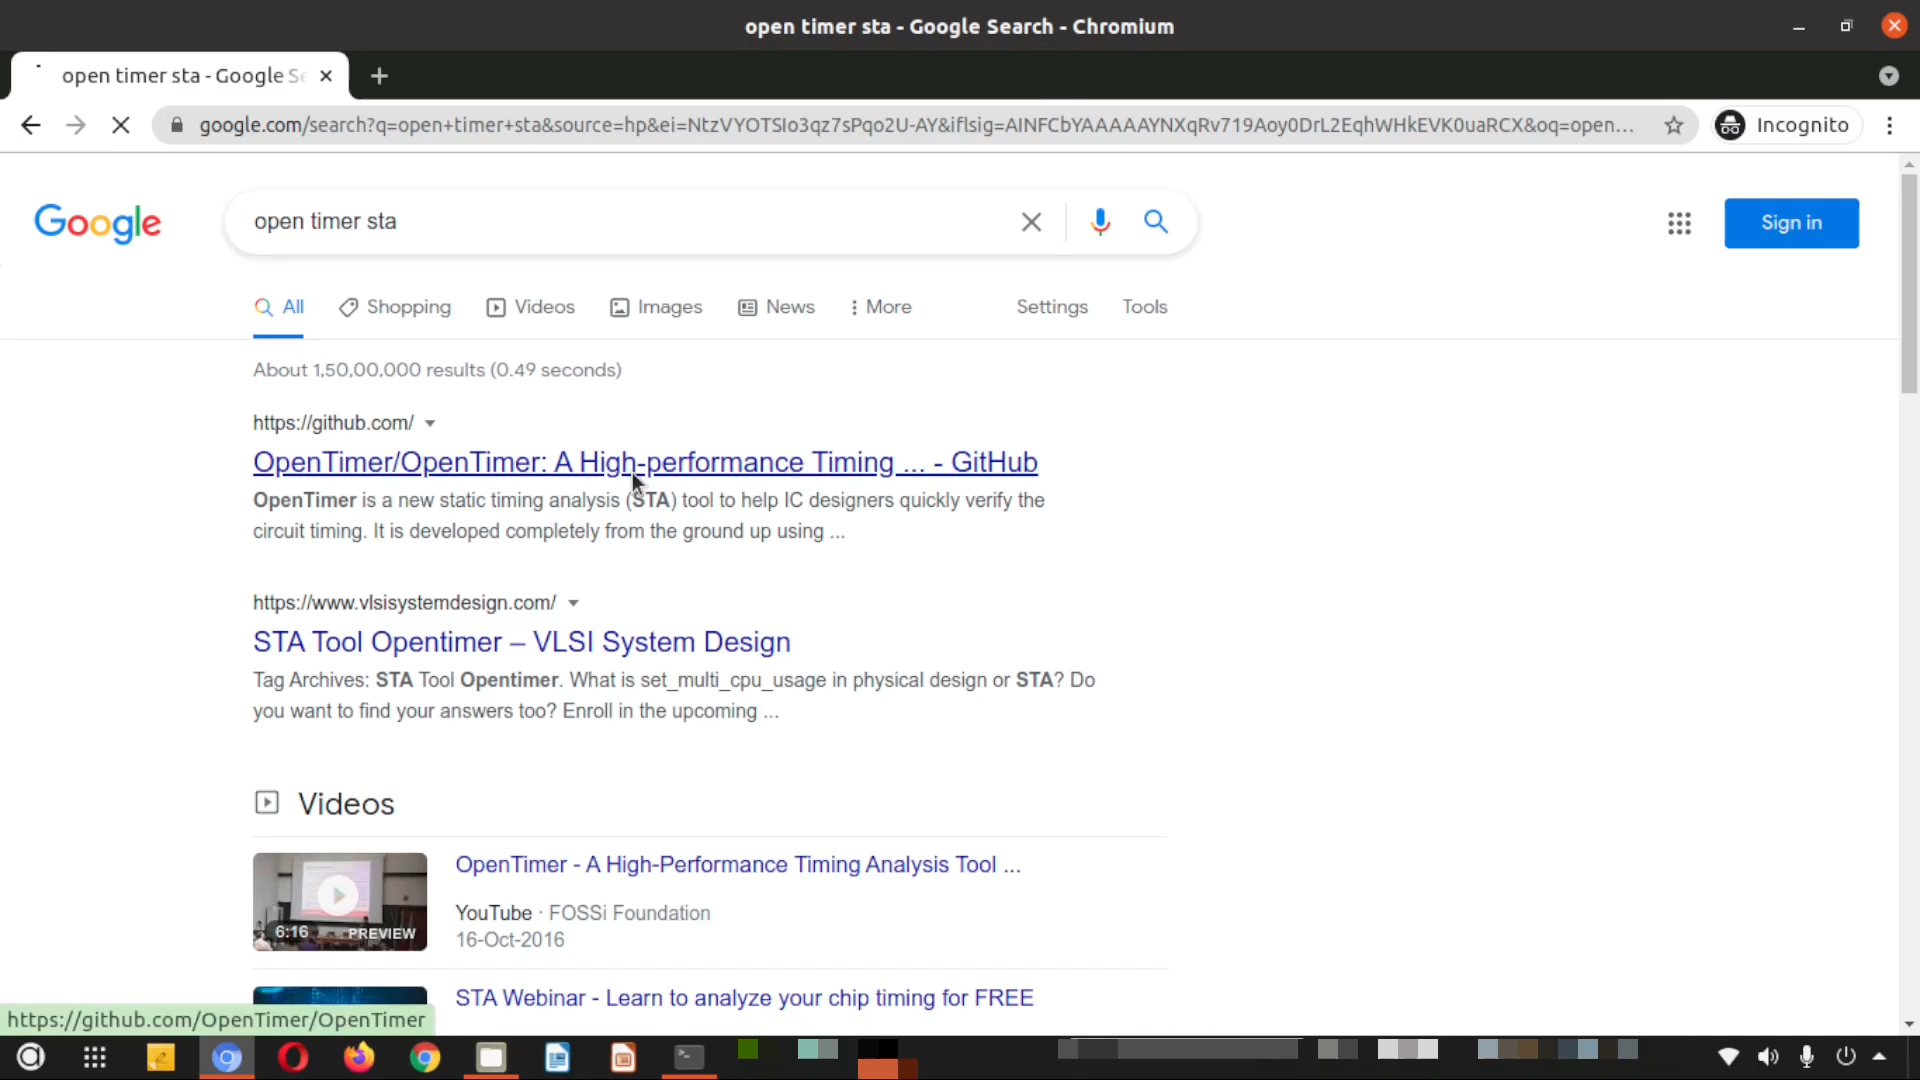 open timer sta - Google Search - Chromium
open timer sta - Google Se
google.com/search?q=open+timer+sta&source=hp&ei=NtzVYOTSIo3qz7sPqo2U-AY&iflsig=AINFCbYAAAAAYNXqRv719Aoy0DrL2EqhWHkEVK0uaRCX&oq=open...
Incognito
Google
open timer sta
Sign in
All
Shopping
Videos
Images
News
More
Settings
Tools
About 1,50,00,000 results (0.49 seconds)
https://github.com/
OpenTimer/OpenTimer: A High-performance Timing ... - GitHub
OpenTimer is a new static timing analysis (STA) tool to help IC designers quickly verify the
circuit timing. It is developed completely from the ground up using ...
https://www.vlsisystemdesign.com/
STA Tool Opentimer – VLSI System Design
Tag Archives: STA Tool Opentimer. What is set_multi_cpu_usage in physical design or STA? Do
you want to find your answers too? Enroll in the upcoming ...
Videos
OpenTimer - A High-Performance Timing Analysis Tool ...
YouTube · FOSSi Foundation
16-Oct-2016
6:16
PREVIEW
STA Webinar - Learn to analyze your chip timing for FREE
https://github.com/OpenTimer/OpenTimer